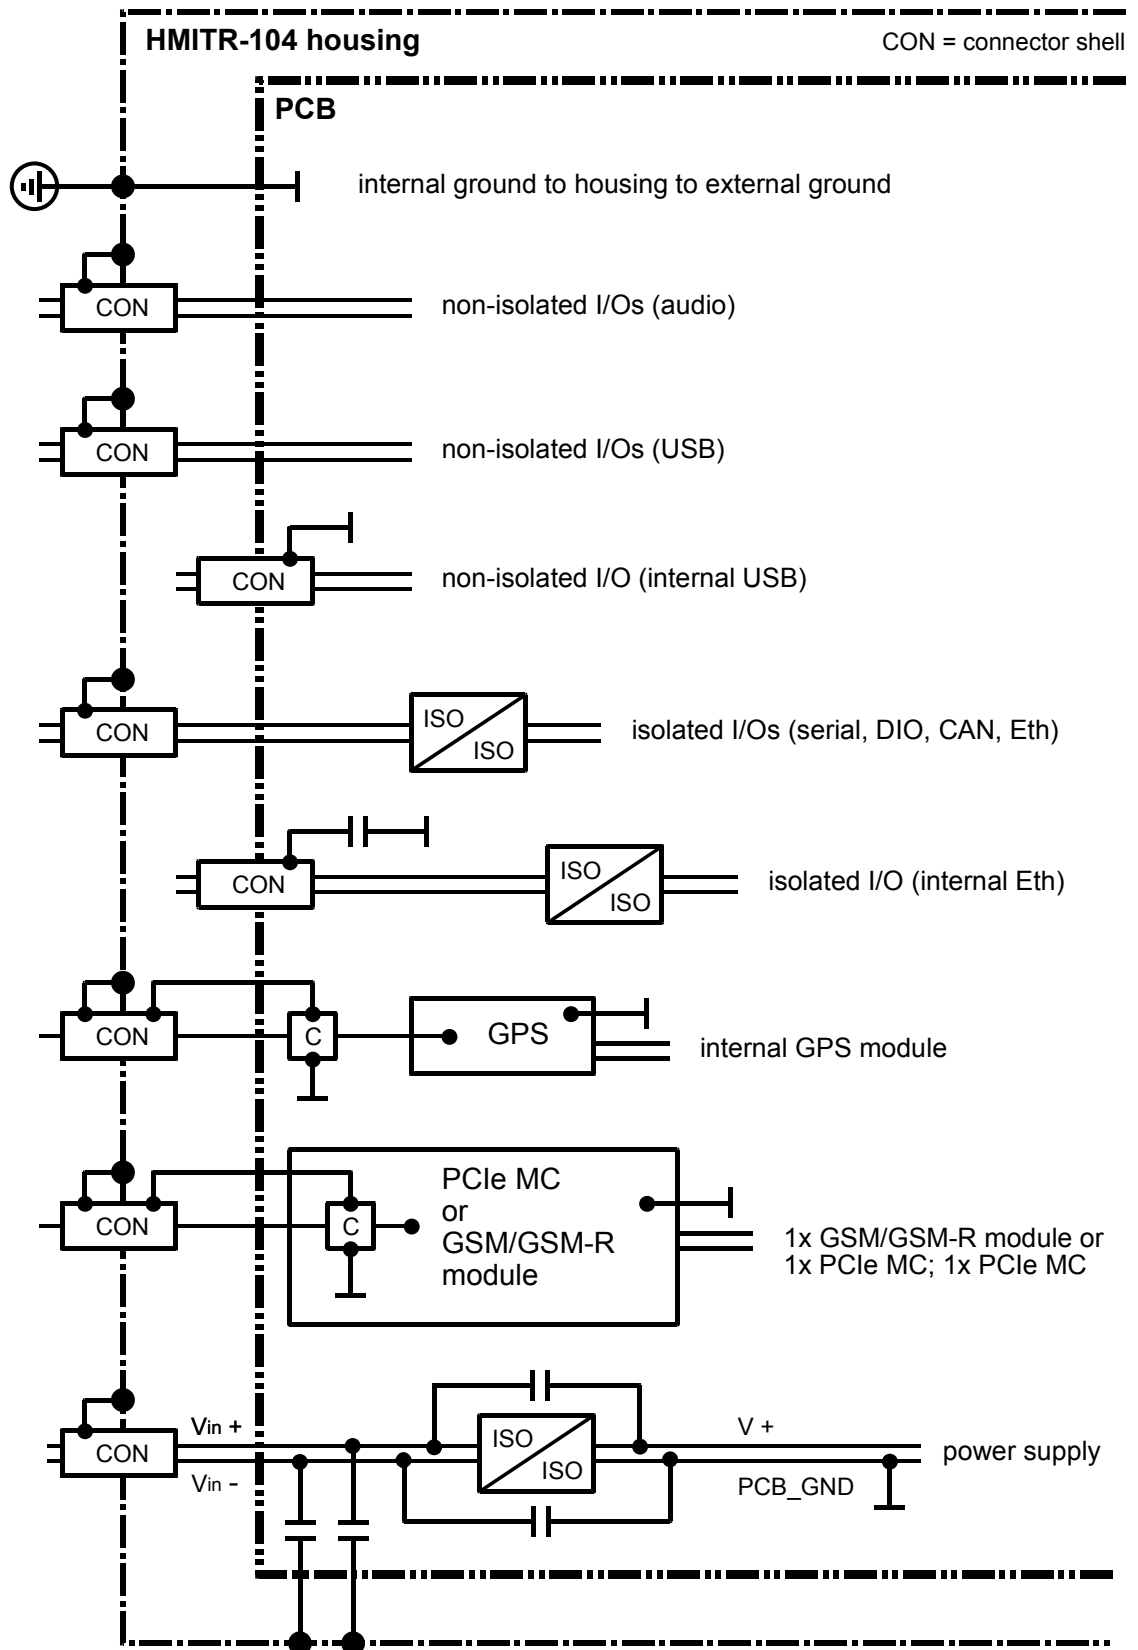 HMITR-104 housing
CON = connector shell
PCB
internal ground to housing to external ground
CON
non-isolated I/Os (audio)
CON
non-isolated I/Os (USB)
CON
non-isolated I/O (internal USB)
CON
ISO
ISO
isolated I/Os (serial, DIO, CAN, Eth)
CON
ISO
ISO
isolated I/O (internal Eth)
CON
C
GPS
internal GPS module
CON
C
PCIe MC
or
GSM/GSM-R
module
1x GSM/GSM-R module or
1x PCIe MC; 1x PCIe MC
CON
Vin +
Vin -
ISO
ISO
V +
PCB_GND
power supply